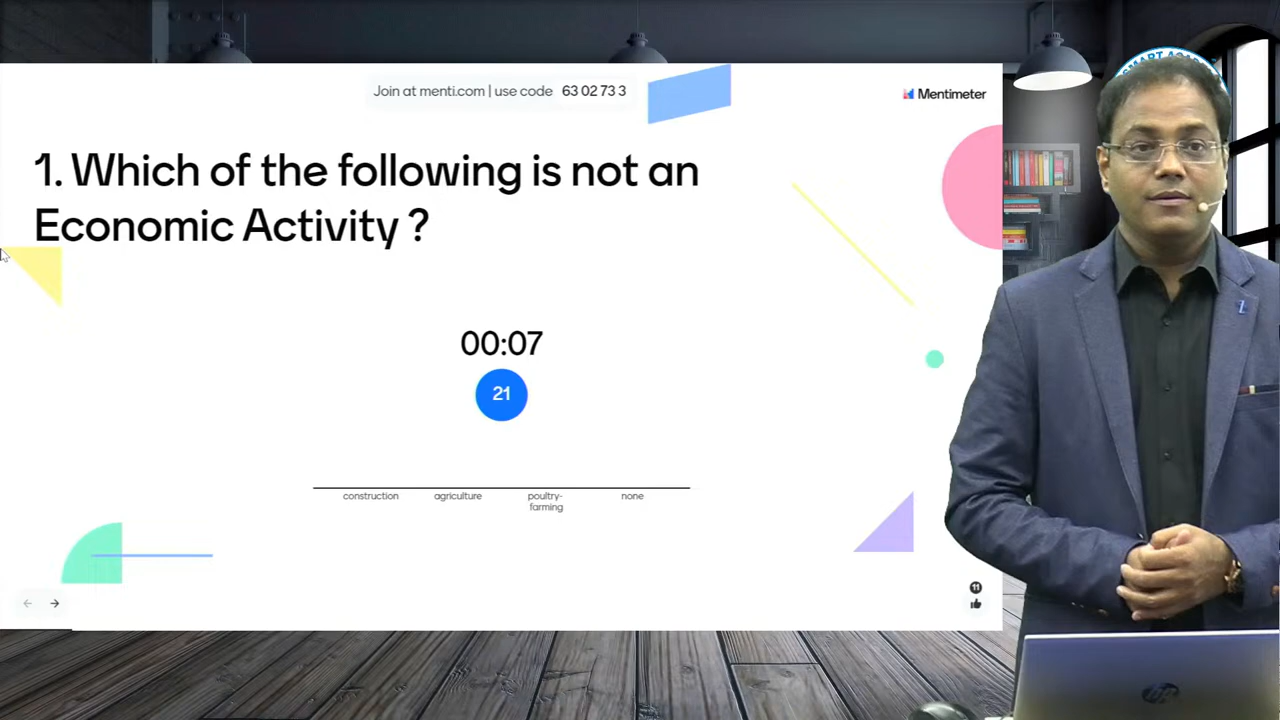 Join at menti.com | use code 63 02 73 3
Mentimeter
1. Which of the following is not an
Economic Activity ?
00:07
21
construction
agriculture
poultry-
farming
none
11
hp